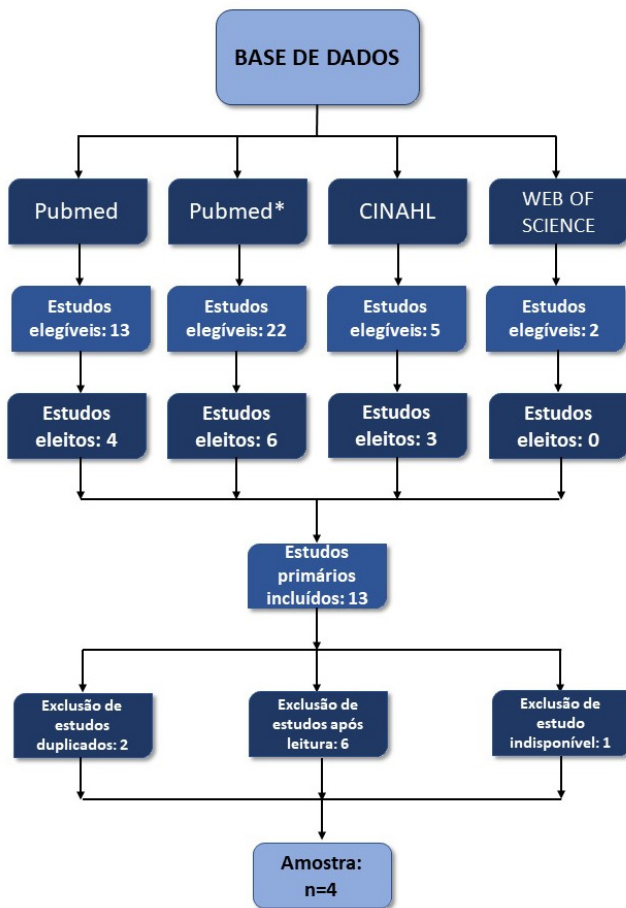 BASE DE DADOS
Pubmed
Pubmed*
CINAHL
WEB OF
SCIENCE
Estudos
elegíveis: 13
Estudos
elegíveis: 22
Estudos
elegíveis: 5
Estudos
elegíveis: 2
Estudos
eleitos: 4
Estudos
eleitos: 6
Estudos
eleitos: 3
Estudos
eleitos: 0
Estudos
primários
incluídos: 13
Exclusão de
estudos
duplicados: 2
Exclusão de
estudos após
leitura: 6
Exclusão de
estudo
indisponível: 1
Amostra:
n=4